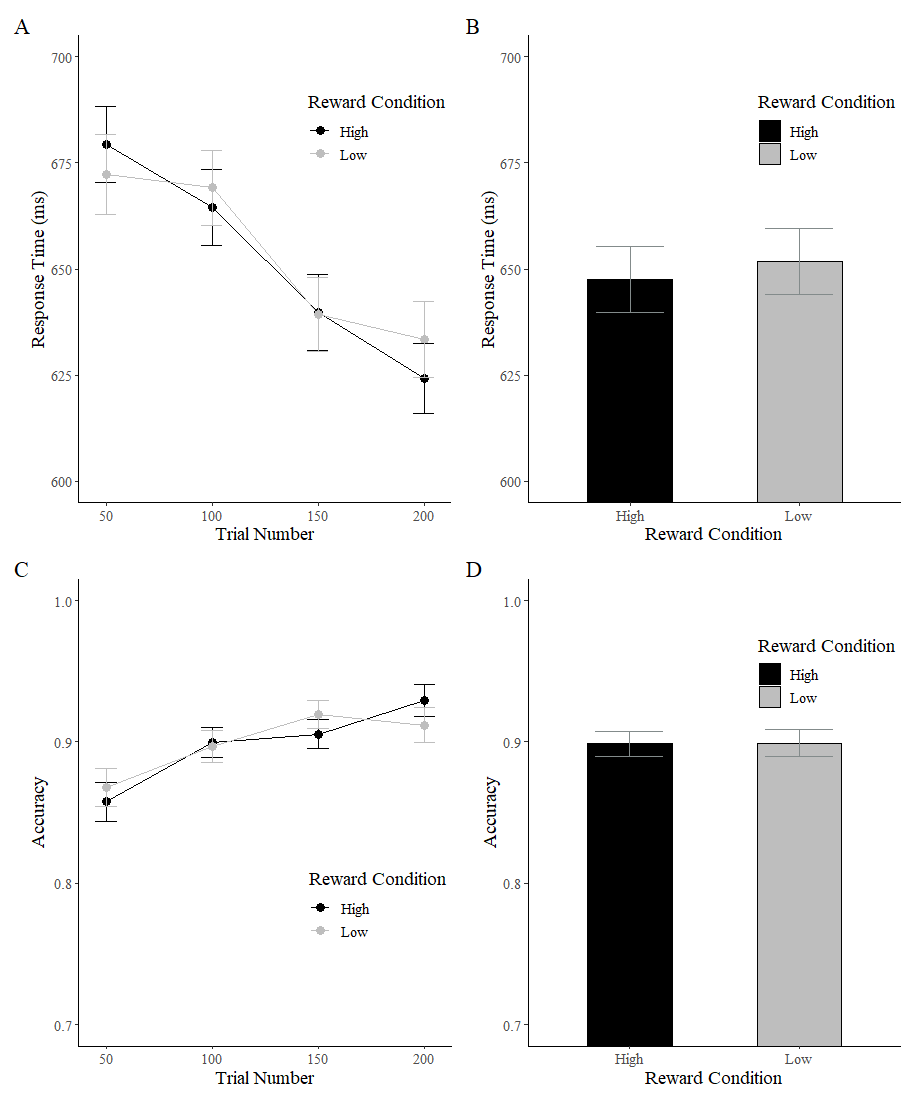 A
Response Time (ms)
700
675
650
625
600
Reward Condition
High
Low
50 100 150 200
Trial Number
B
Response Time (ms)
700
675
650
625
600
Reward Condition
High
Low
High Low
Reward Condition
C
Accuracy
1.0
0.9
0.8
0.7
Reward Condition
High
Low
50 100 150 200
Trial Number
D
Accuracy
1.0
0.9
0.8
0.7
Reward Condition
High
Low
High Low
Reward Condition